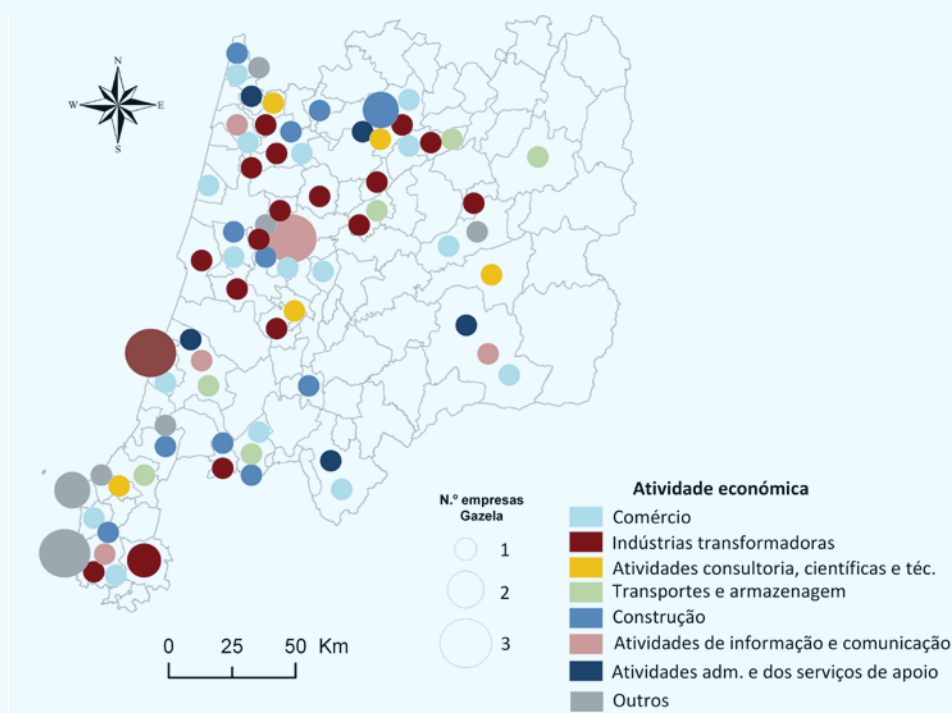 N
W
E
S
N.º empresas
Gazela
1
2
3
0 25 50 Km
Atividade económica
Comércio
Indústrias transformadoras
Atividades consultoria, científicas e téc.
Transportes e armazenagem
Construção
Atividades de informação e comunicação
Atividades adm. e dos serviços de apoio
Outros